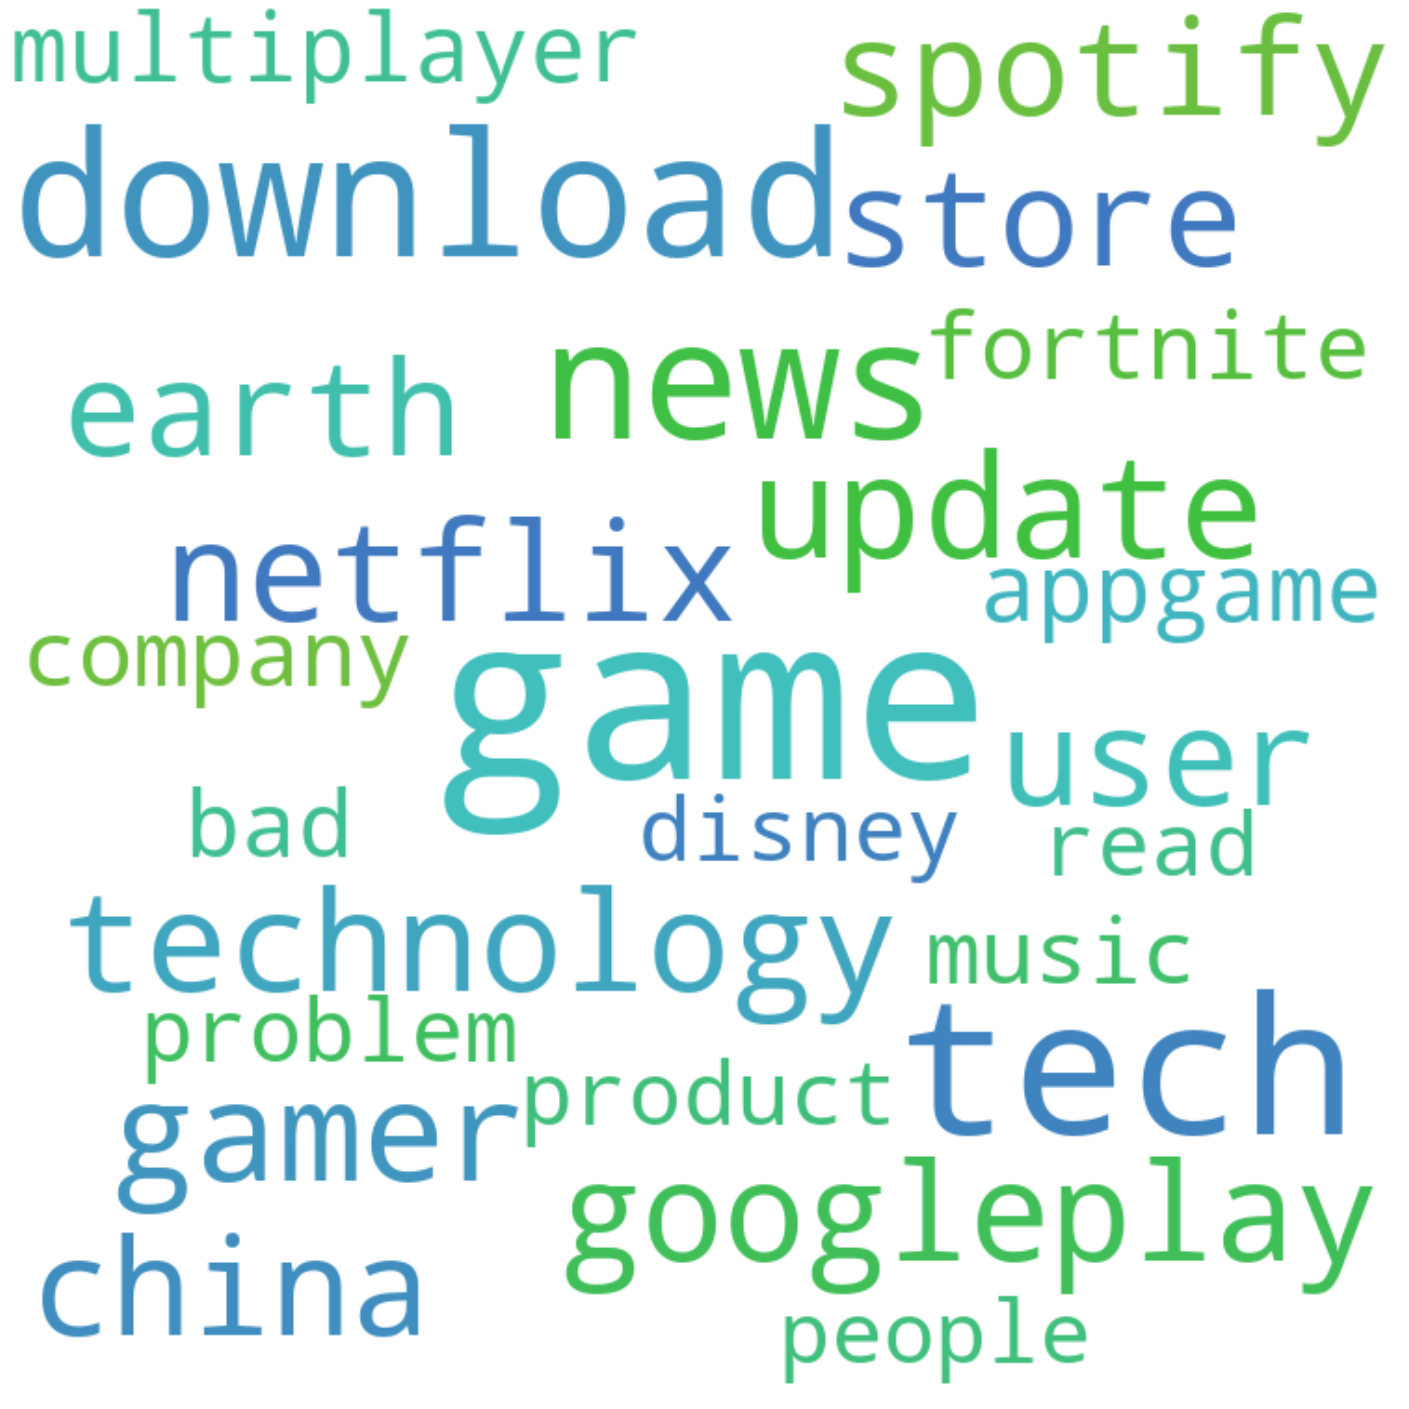 multiplayer
spotify
download
store
fortnite
news
earth
update
netflix
appgame
company
game
user
bad
disney
read
technology
music
problem
tech
product
gamer
googleplay
china
people